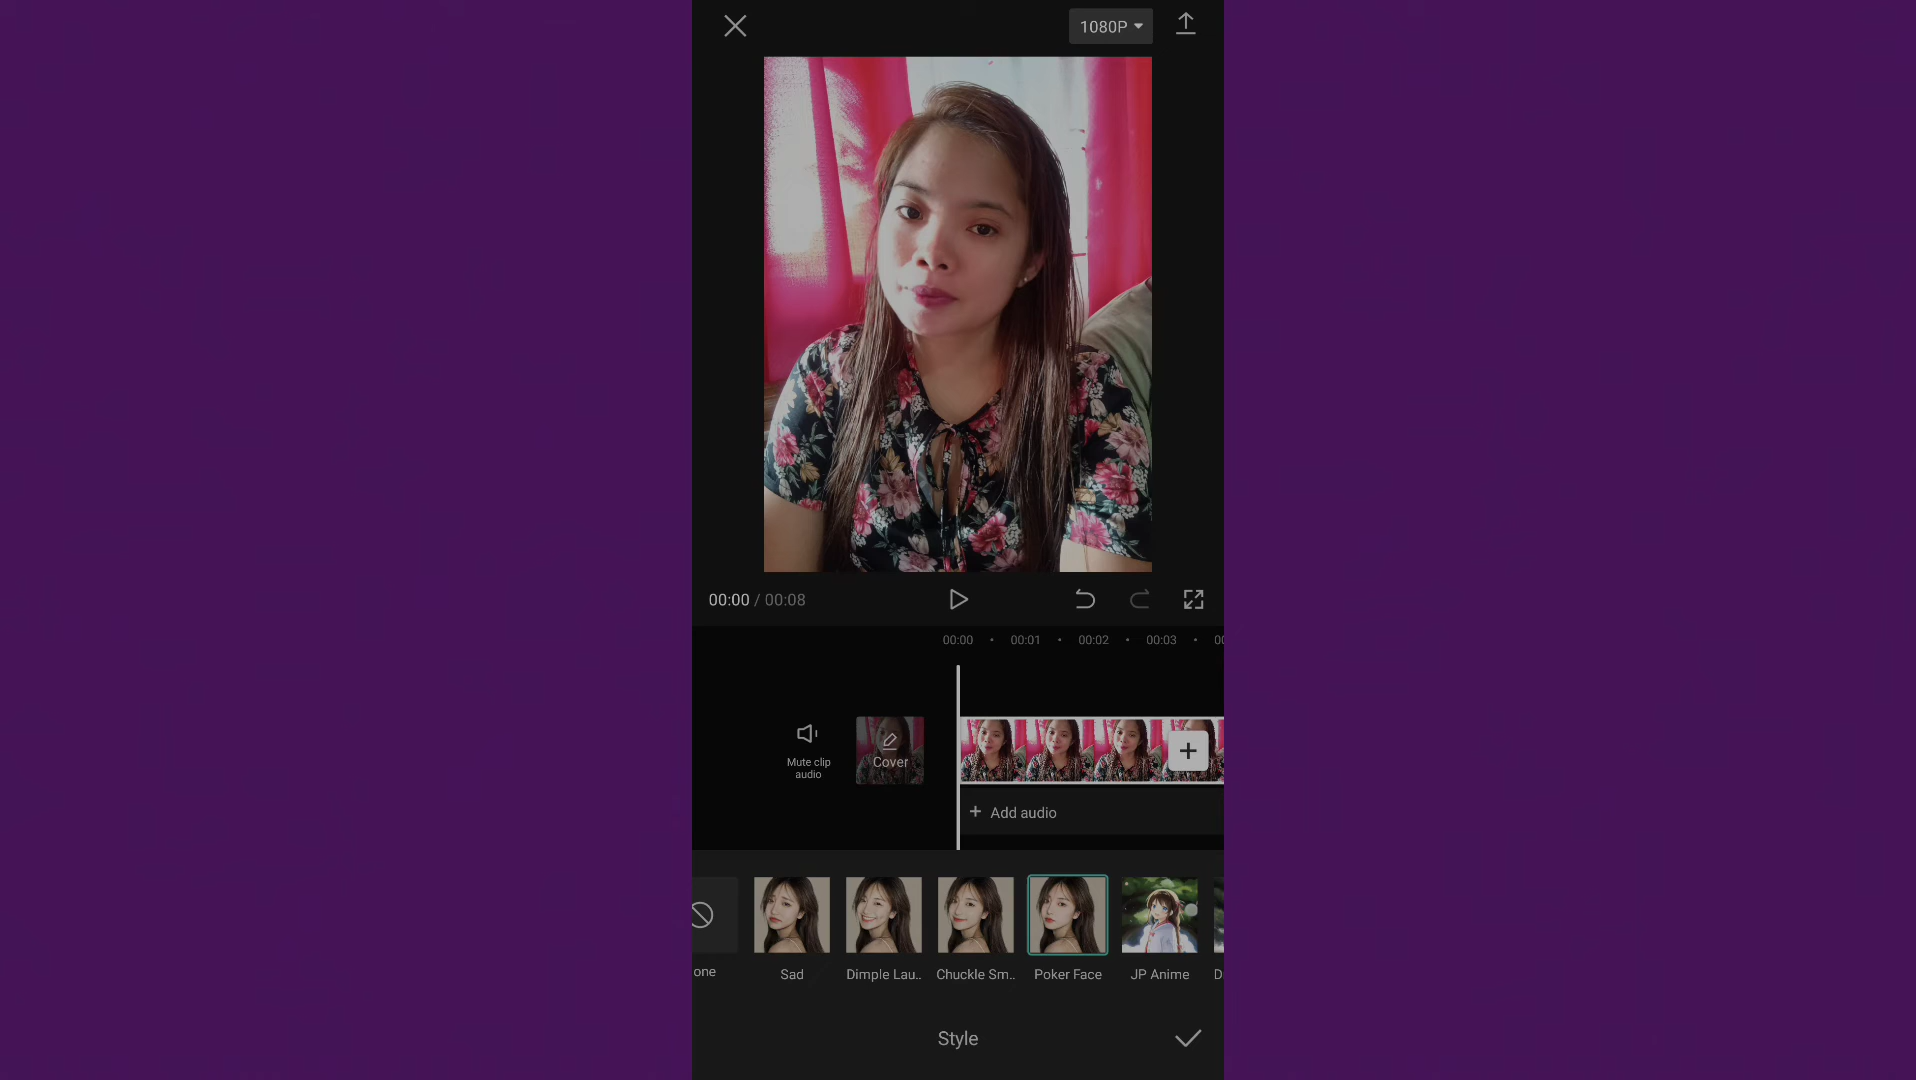 1080P
00:00 / 00:08
00:00 00:01 00:02 00:03
Mute clip
audio
Cover
+ Add audio
one
Sad
Dimple Lau..
Chuckle Sm..
Poker Face
JP Anime
Style